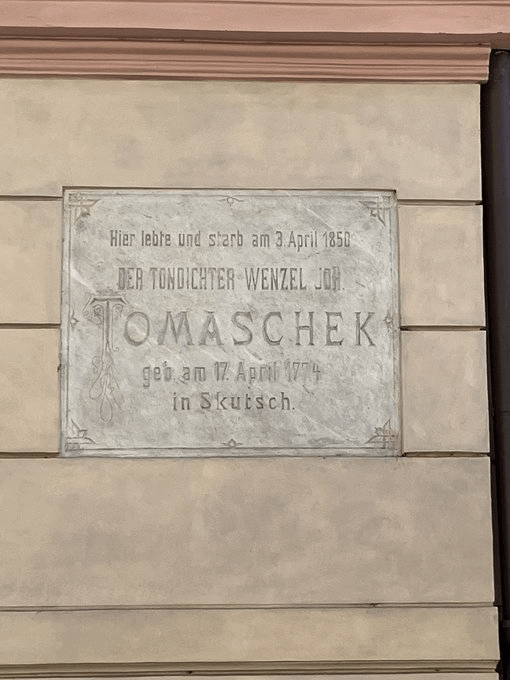 Hier lebte und starb am 3. April 1850
DER TONDICHTER WENZEL JOH.
TOMASCHEK
geb. am 17. April 1774
in Skutsch.